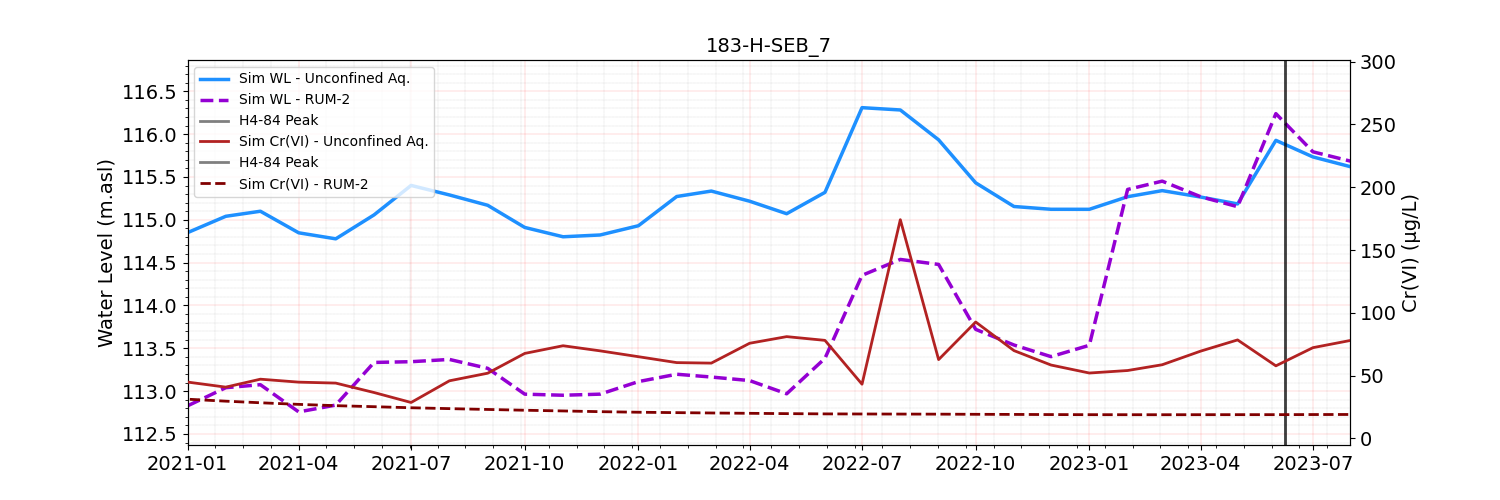 183-H-SEB_7
Sim WL - Unconfined Aq.
Sim WL - RUM-2
H4-84 Peak
Sim Cr(VI) - Unconfined Aq.
H4-84 Peak
Sim Cr(VI) - RUM-2
Water Level (m.asl)
116.5
116.0
115.5
115.0
114.5
114.0
113.5
113.0
112.5
300
250
200
150
100
50
0
Cr(VI) (μg/L)
2021-01 2021-04 2021-07 2021-10 2022-01 2022-04 2022-07 2022-10 2023-01 2023-04 2023-07